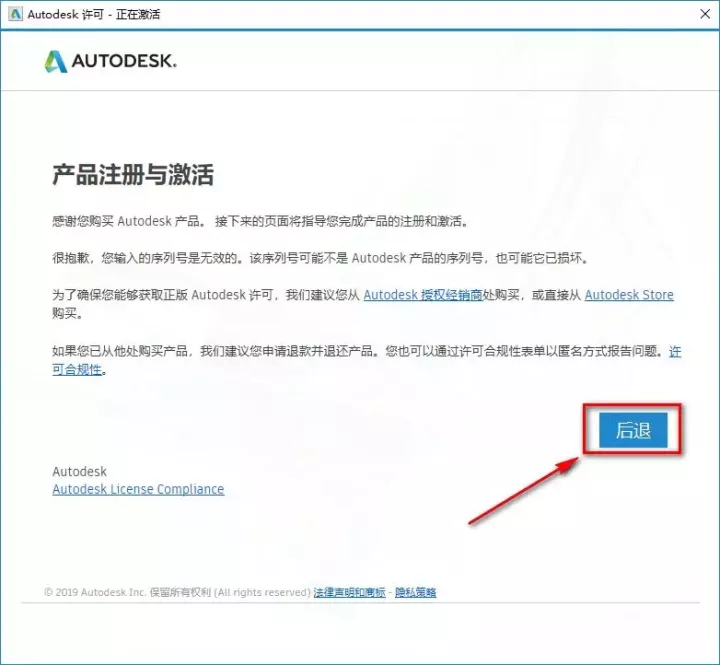 Autodesk 许可 - 正在激活
AUTODESK.
产品注册与激活
感谢您购买 Autodesk 产品。 接下来的页面将指导您完成产品的注册和激活。
很抱歉，您输入的序列号是无效的。该序列号可能不是 Autodesk 产品的序列号，也可能它已损坏。
为了确保您能够获取正版 Autodesk 许可，我们建议您从 Autodesk 授权经销商处购买，或直接从 Autodesk Store
购买。
如果您已从他处购买产品，我们建议您申请退款并退还产品。您也可以通过许可合规性表单以匿名方式报告问题。许
可合规性。
后退
Autodesk
Autodesk License Compliance
© 2019 Autodesk, Inc. 保留所有权利 (All rights reserved) 法律声明和商标 - 隐私策略